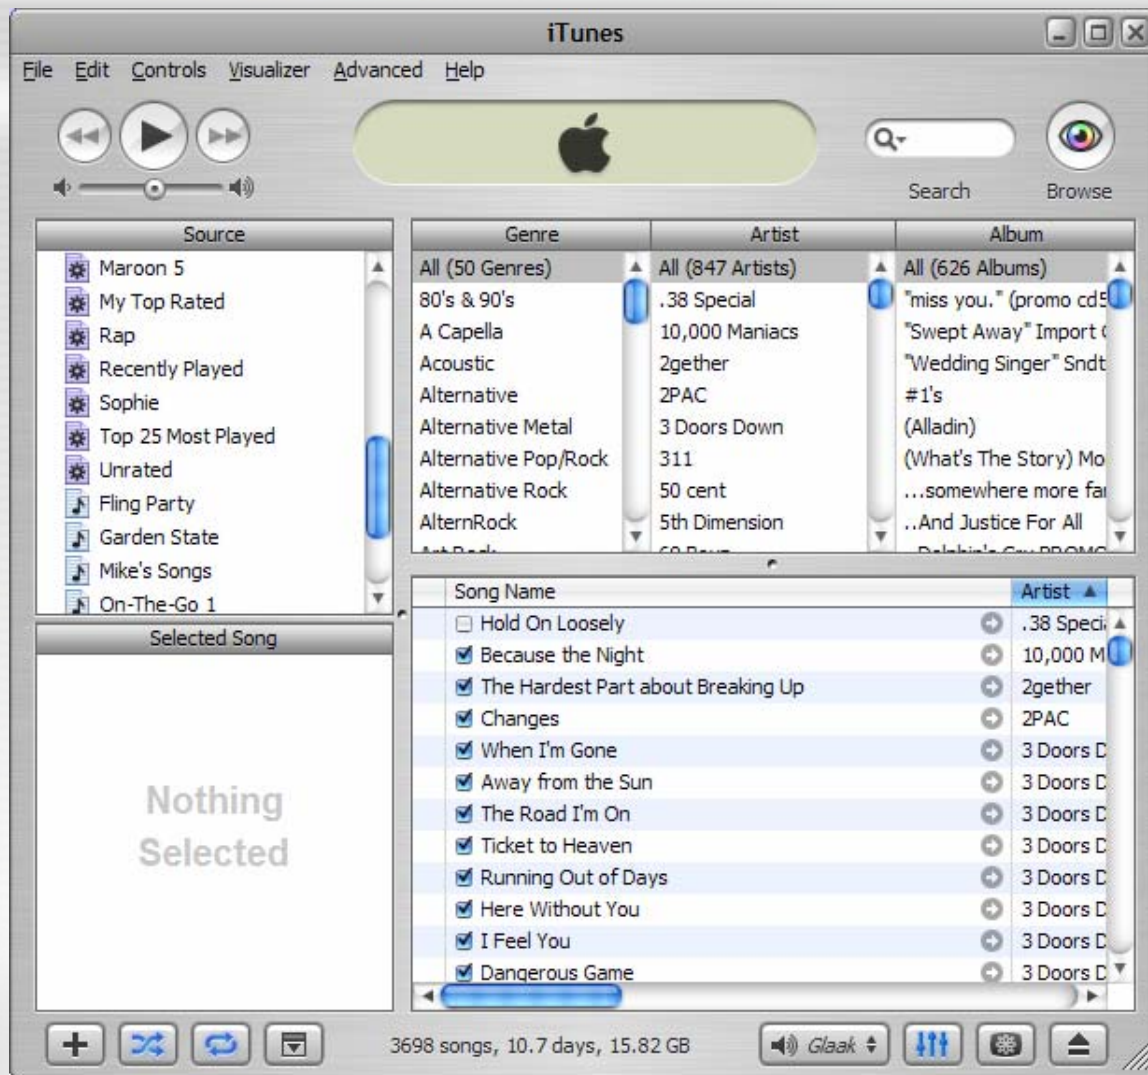 iTunes
File Edit Controls Visualizer Advanced Help
Search
Browse
Source
Maroon 5
My Top Rated
Rap
Recently Played
Sophie
Top 25 Most Played
Unrated
Fling Party
Garden State
Mike's Songs
On-The-Go 1
Genre
All (50 Genres)
80's & 90's
A Capella
Acoustic
Alternative
Alternative Metal
Alternative Pop/Rock
Alternative Rock
AlternRock
Art Rock
Artist
All (847 Artists)
.38 Special
10,000 Maniacs
2gether
2PAC
3 Doors Down
311
50 cent
5th Dimension
Album
All (626 Albums)
"miss you." (promo cd5
"Swept Away" Import
"Wedding Singer" Sndt
#1's
(Alladin)
(What's The Story) Mo
...somewhere more fa
..And Justice For All
Selected Song
Nothing
Selected
Song Name Artist
Hold On Loosely .38 Speci
Because the Night 10,000 M
The Hardest Part about Breaking Up 2gether
Changes 2PAC
When I'm Gone 3 Doors D
Away from the Sun 3 Doors D
The Road I'm On 3 Doors D
Ticket to Heaven 3 Doors D
Running Out of Days 3 Doors D
Here Without You 3 Doors D
I Feel You 3 Doors D
Dangerous Game 3 Doors D
3698 songs, 10.7 days, 15.82 GB
Glaak